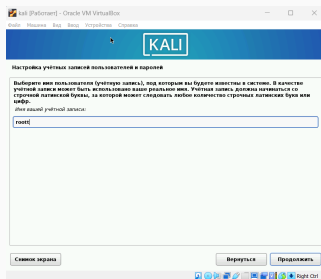 kali [Работает] - Oracle VM VirtualBox
Файл Машина Вид Ввод Устройства Справка
KALI
Настройка учётных записей пользователей и паролей
Выберите имя пользователя (учётную запись), под которым вы будете известны в системе. В качестве
учётной записи может быть использовано ваше реальное имя. Учётная запись должна начинаться со
строчной латинской буквы, за которой может следовать любое количество строчных латинских букв или
цифр.
Имя вашей учётной записи:
roott
Снимок экрана
Вернуться
Продолжить
Right Ctrl